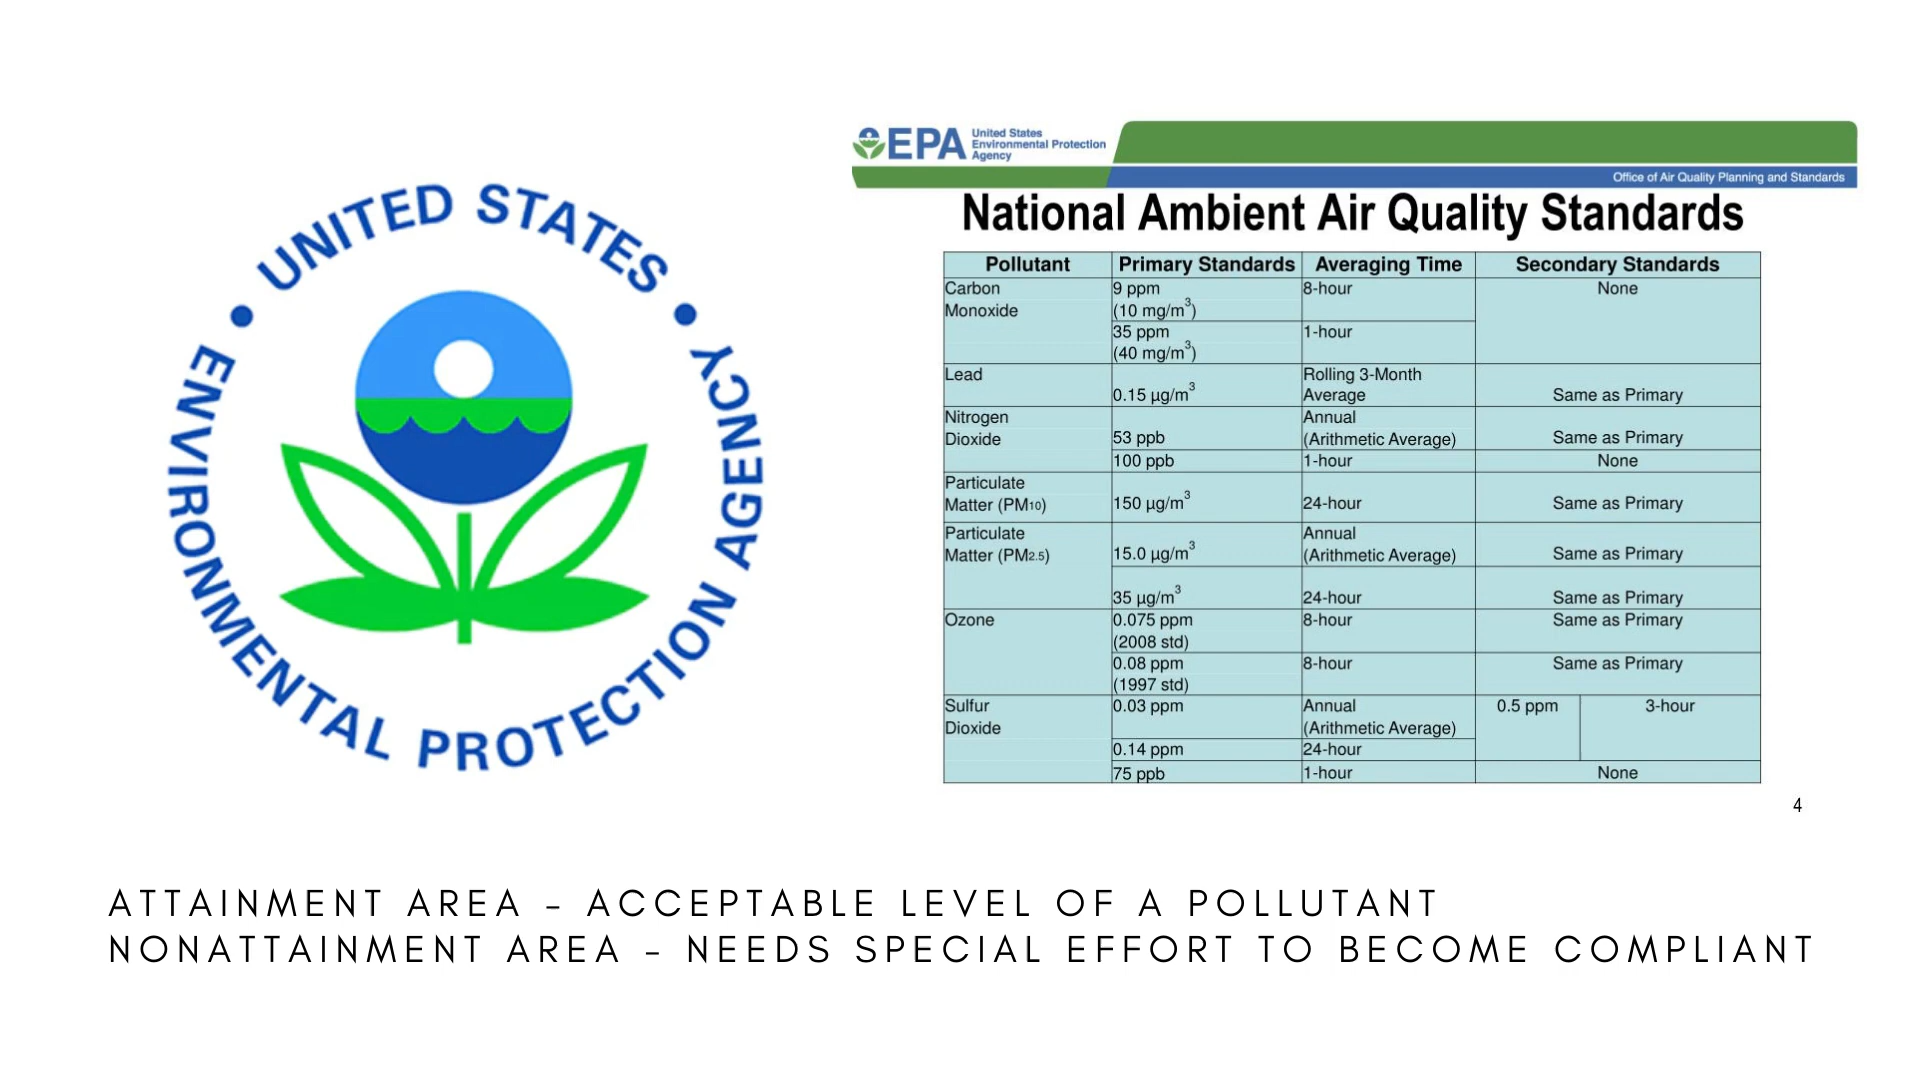 UNITED STATES
ENVIRONMENTAL PROTECTION AGENCY
EPA
United States
Environmental Protection
Agency
Office of Air Quality Planning and Standards
National Ambient Air Quality Standards
Pollutant Primary Standards Averaging Time Secondary Standards
Carbon 9 ppm 8-hour None
Monoxide (10 mg/m³)
35 ppm 1-hour
(40 mg/m³)
Lead Rolling 3-Month
0.15 µg/m³ Average Same as Primary
Nitrogen Annual
Dioxide 53 ppb (Arithmetic Average) Same as Primary
100 ppb 1-hour None
Particulate
Matter (PM10) 150 µg/m³ 24-hour Same as Primary
Particulate Annual
Matter (PM2.5) 15.0 µg/m³ (Arithmetic Average) Same as Primary
35 µg/m³ 24-hour Same as Primary
Ozone 0.075 ppm 8-hour Same as Primary
(2008 std)
0.08 ppm 8-hour Same as Primary
(1997 std)
Sulfur 0.03 ppm Annual 0.5 ppm 3-hour
Dioxide (Arithmetic Average)
0.14 ppm 24-hour
75 ppb 1-hour None
4
ATTAINMENT AREA – ACCEPTABLE LEVEL OF A POLLUTANT
NONATTAINMENT AREA – NEEDS SPECIAL EFFORT TO BECOME COMPLIANT